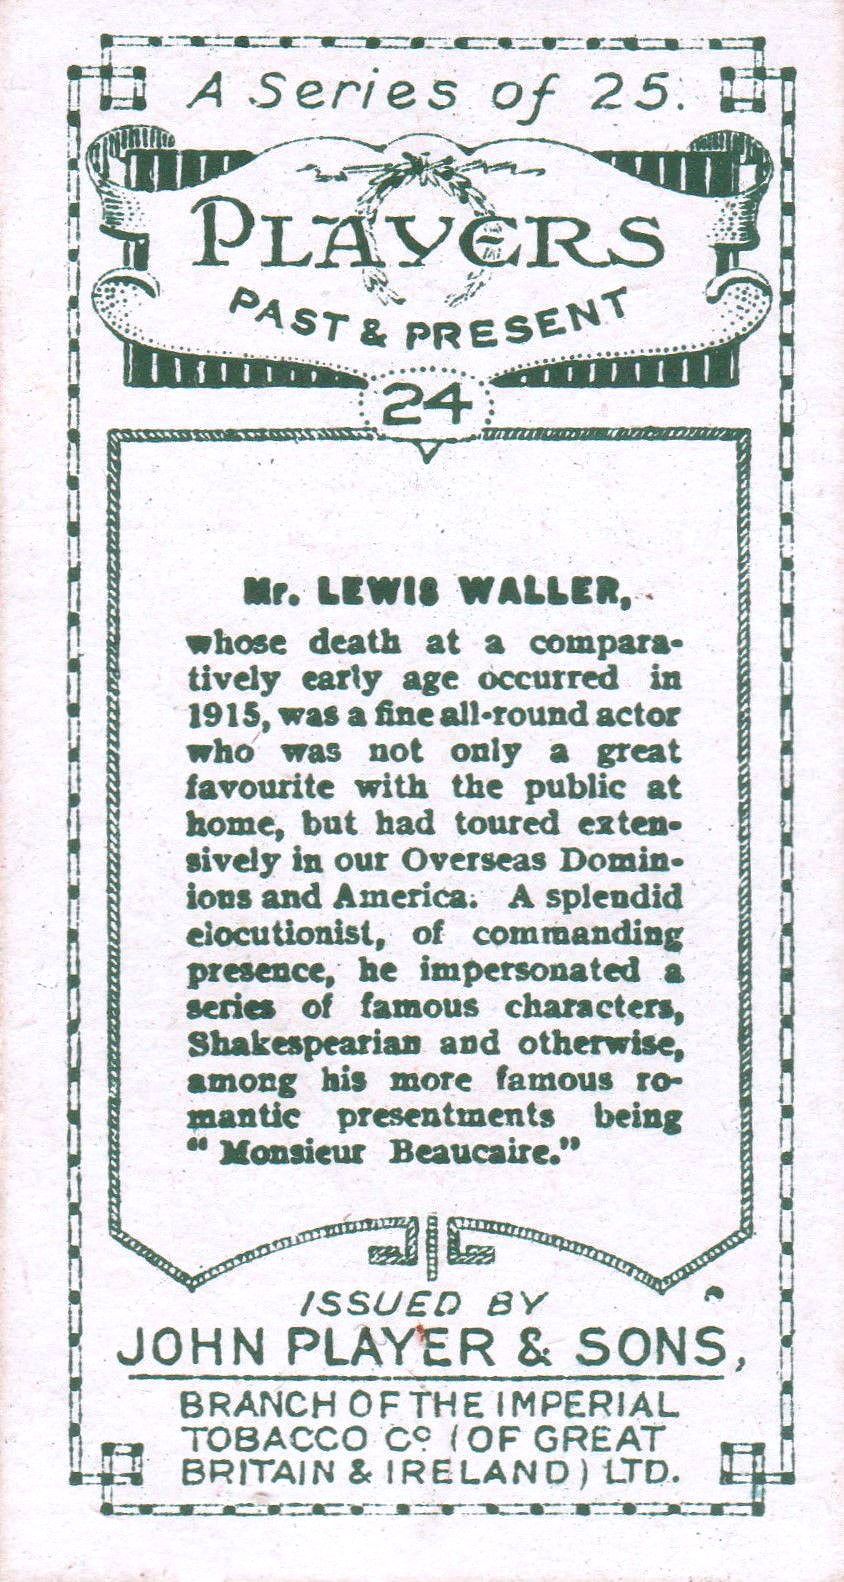 A Series of 25.
PLAYERS
PAST & PRESENT
24
Mr. LEWIS WALLER,
whose death at a compara-
tively early age occurred in
1915, was a fine all-round actor
who was not only a great
favourite with the public at
home, but had toured exten-
sively in our Overseas Domin-
ions and America. A splendid
elocutionist, of commanding
presence, he impersonated a
series of famous characters,
Shakespearian and otherwise,
among his more famous ro-
mantic presentments being
" Monsieur Beaucaire."
ISSUED BY
JOHN PLAYER & SONS,
BRANCH OF THE IMPERIAL
TOBACCO Co (OF GREAT
BRITAIN & IRELAND) LTD.